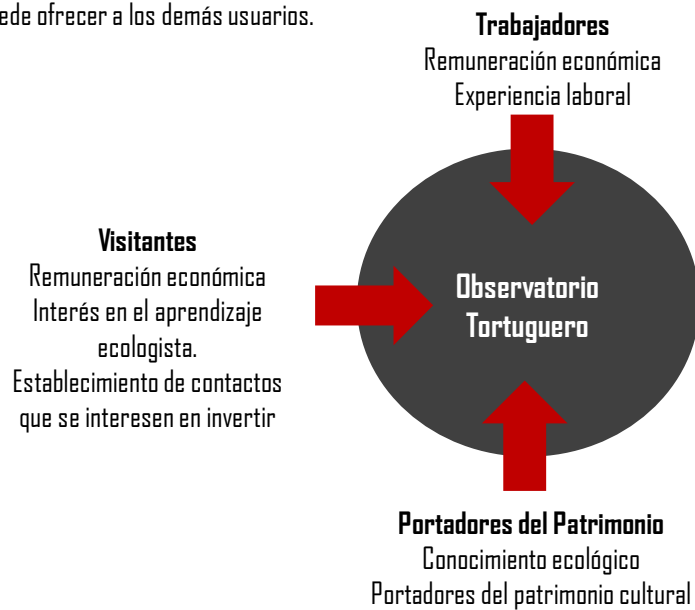 ede ofrecer a los demás usuarios.
Trabajadores
Remuneración económica
Experiencia laboral
Visitantes
Remuneración económica
Interés en el aprendizaje
ecologista.
Establecimiento de contactos
que se interesen en invertir
Observatorio
Tortuguero
Portadores del Patrimonio
Conocimiento ecológico
Portadores del patrimonio cultural